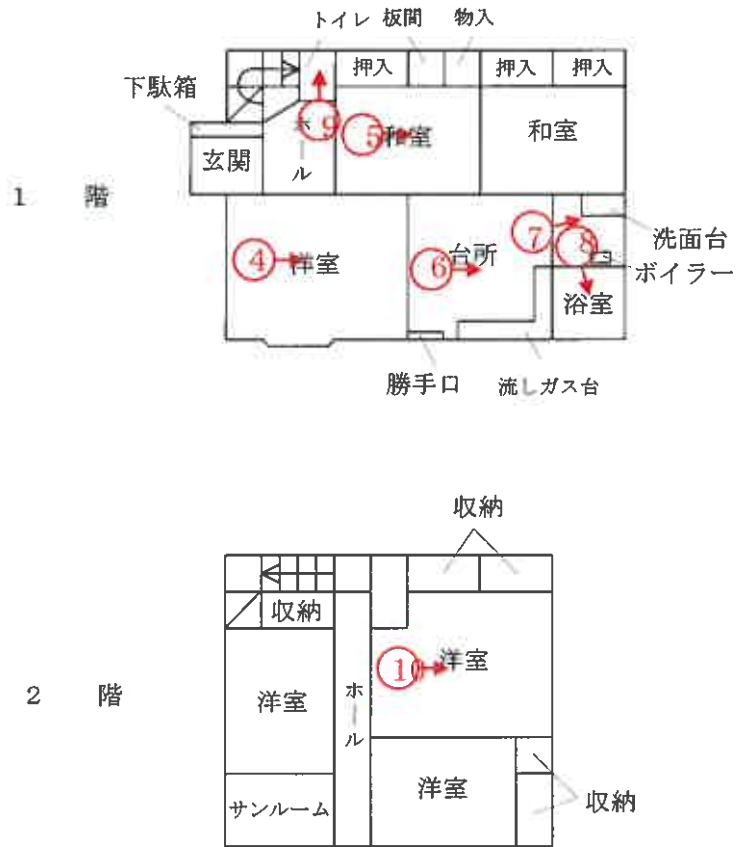 トイレ 板間 物入
押入 押入 押入
下駄箱
9
5 和室
和室
ホール
玄関
1 階
7
洗面台
4 洋室
6 台所
8
ボイラー
浴室
勝手口
流しガス台
収納
収納
10 洋室
2 階
洋室
ホール
洋室
収納
サンルーム